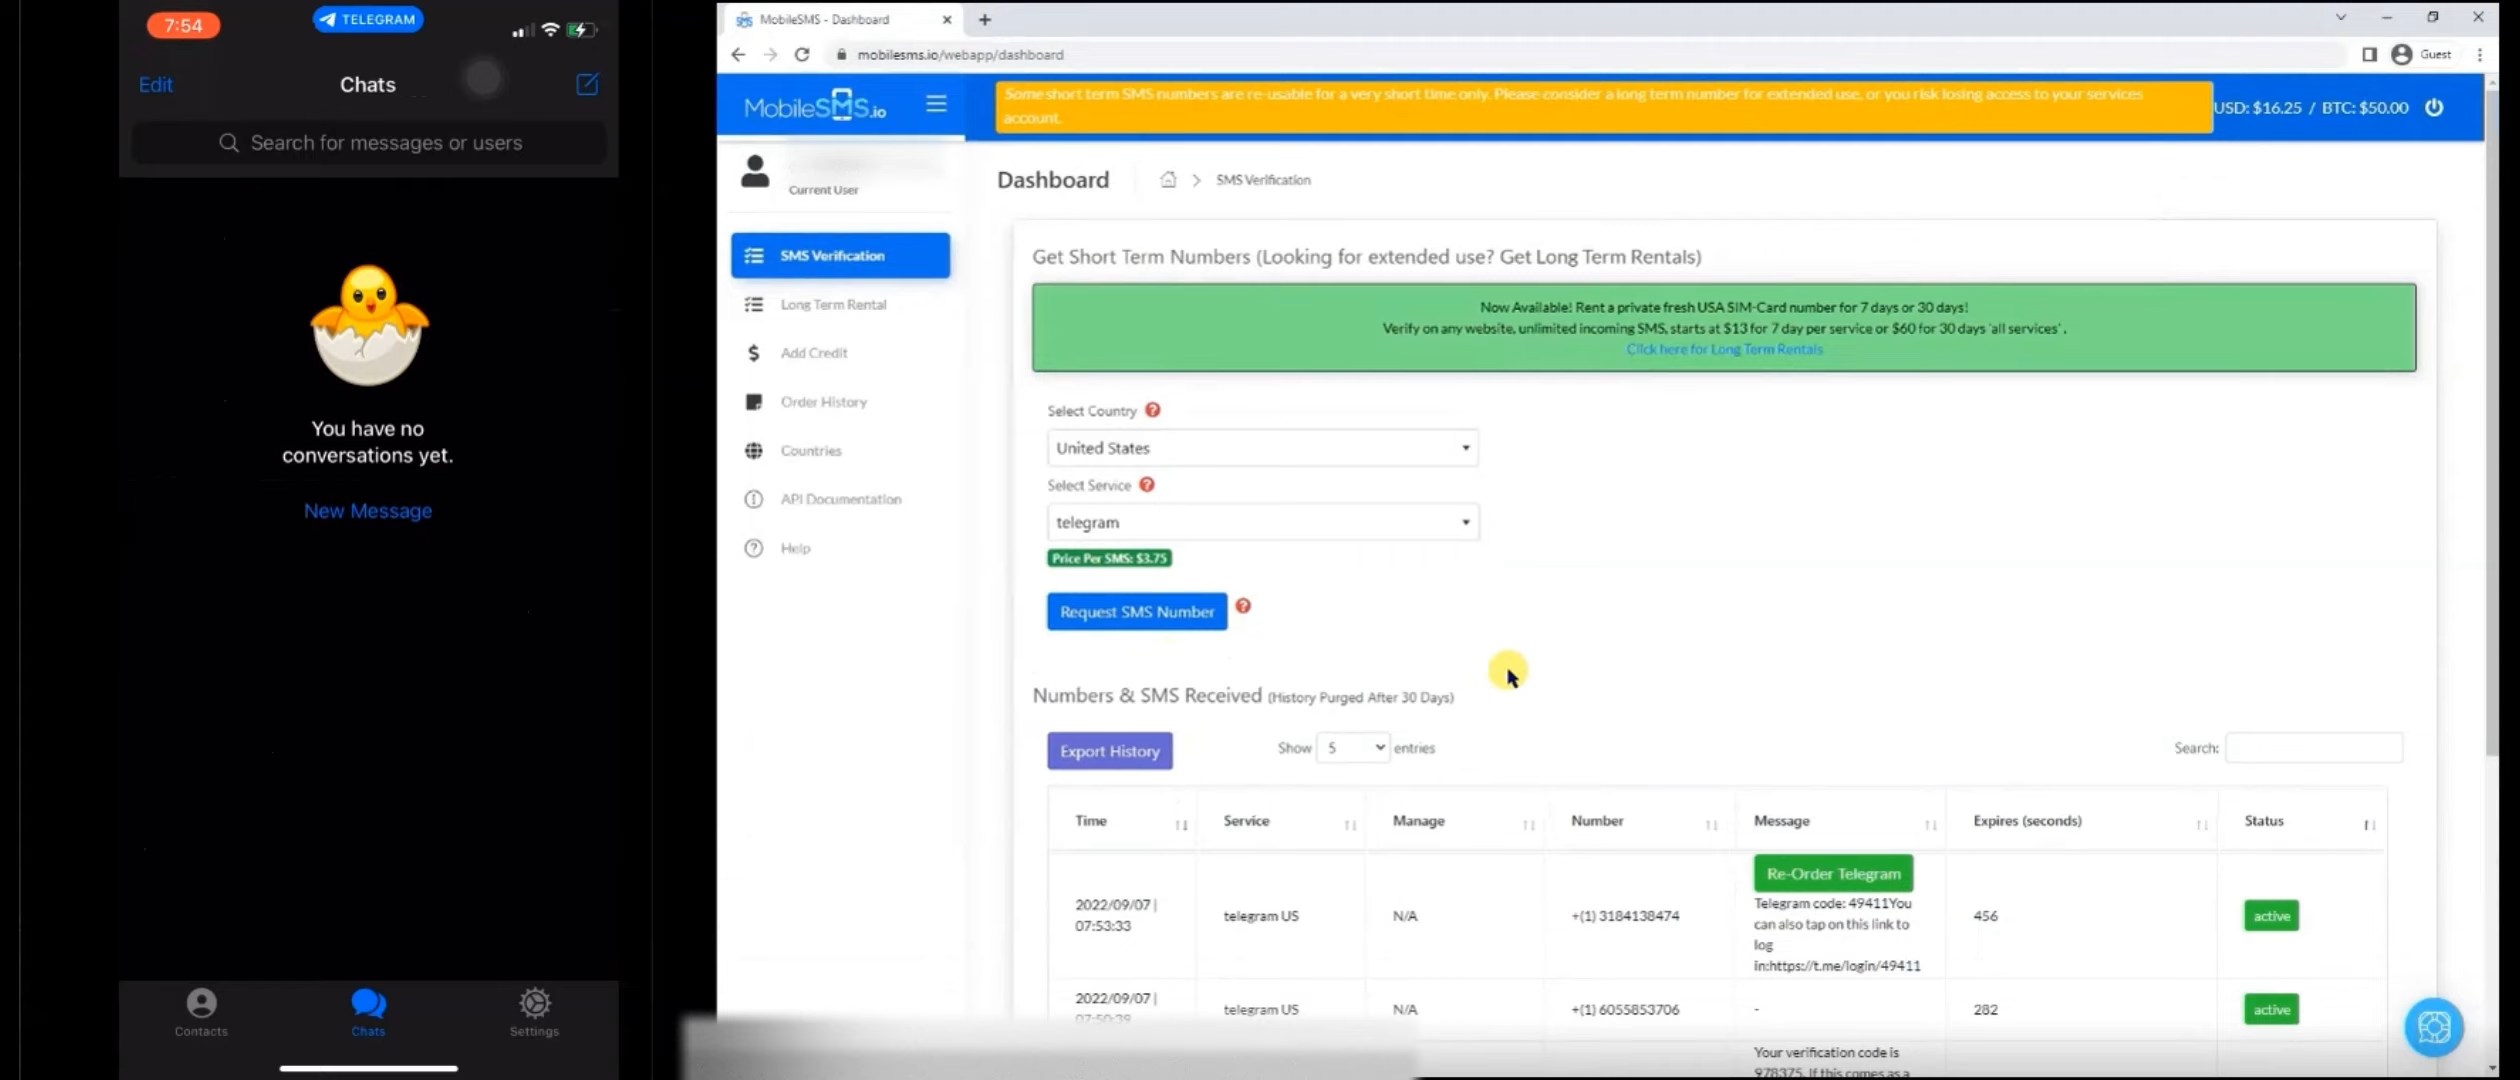 7:54
TELEGRAM
Edit
Chats
Search for messages or users
You have no
conversations yet.
New Message
Contacts
Chats
Settings
MobileSMS - Dashboard
mobilesms.io/webapp/dashboard
Guest
MobileSMS.io
Some short term SMS numbers are re-usable for a very short time only. Please consider a long term number for extended use, or you risk losing access to your services
account.
USD: $16.25 / BTC: $50.00
Current User
SMS Verification
Long Term Rental
Add Credit
Order History
Countries
API Documentation
Help
Dashboard
SMS Verification
Get Short Term Numbers (Looking for extended use? Get Long Term Rentals)
Now Available! Rent a private fresh USA SIM-Card number for 7 days or 30 days!
Verify on any website, unlimited incoming SMS, starts at $13 for 7 day per service or $60 for 30 days 'all services' .
Click here for Long Term Rentals
Select Country
United States
Select Service
telegram
Price Per SMS: $3.75
Request SMS Number
Numbers & SMS Received (History Purged After 30 Days)
Export History
Show 5 entries
Search:
Time Service Manage Number Message Expires (seconds) Status
2022/09/07 |
07:53:33
telegram US
N/A
+(1) 3184138474
Re-Order Telegram
Telegram code: 49411You
can also tap on this link to
log
in:https://t.me/login/49411
456
active
2022/09/07 |
07:50:39
telegram US
N/A
+(1) 6055853706
-
282
active
Your verification code is
978375. If this comes as a